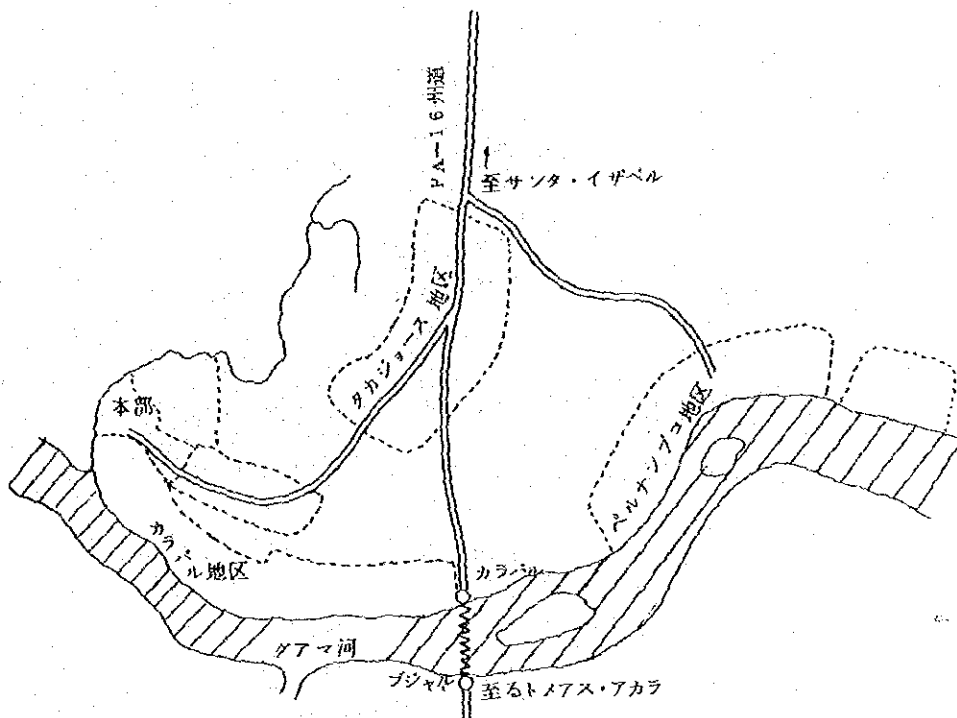 PA-16州道
至サンタ・イザベル
タカジョース地区
本部
ペルナンブコ地区
カラパル地区
カラパル
グアマ河
ブジャル
至るトメアス・アカラ